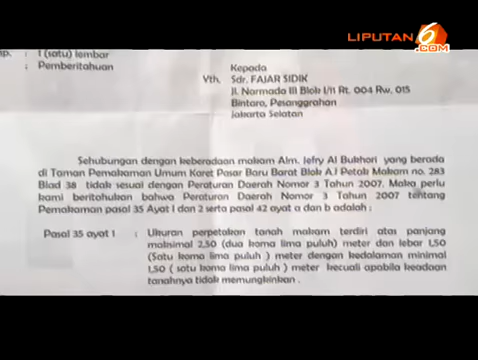 LIPUTAN 6
.COM
: 1 (satu) lembar
: Pemberitahuan
Kepada
Yth. Sdr. FAJAR SIDIK
Jl. Narmada III Blok I/11 Rt. 004 Rw. 015
Bintaro, Pesanggrahan
Jakarta Selatan
Sehubungan dengan keberadaan makam Alm. Jefry Al Bukhori yang berada
di Taman Pemakaman Umum Karet Pasar Baru Barat Blok AA I Petak Makam no. 283
Blad 38 tidak sesuai dengan Peraturan Daerah Nomor 3 Tahun 2007. Maka perlu
kami beritahukan bahwa Peraturan Daerah Nomor 3 Tahun 2007 tentang
Pemakaman pasal 35 Ayat 1 dan 2 serta pasal 42 ayat a dan b adalah ;
Pasal 35 ayat 1 : Ukuran perpetakan tanah makam terdiri atas panjang
maksimal 2,50 (dua koma lima puluh) meter dan lebar 1,50
(Satu koma lima puluh ) meter dengan kedalaman minimal
1,50 ( satu koma lima puluh ) meter kecuali apabila keadaan
tanahnya tidak memungkinkan .